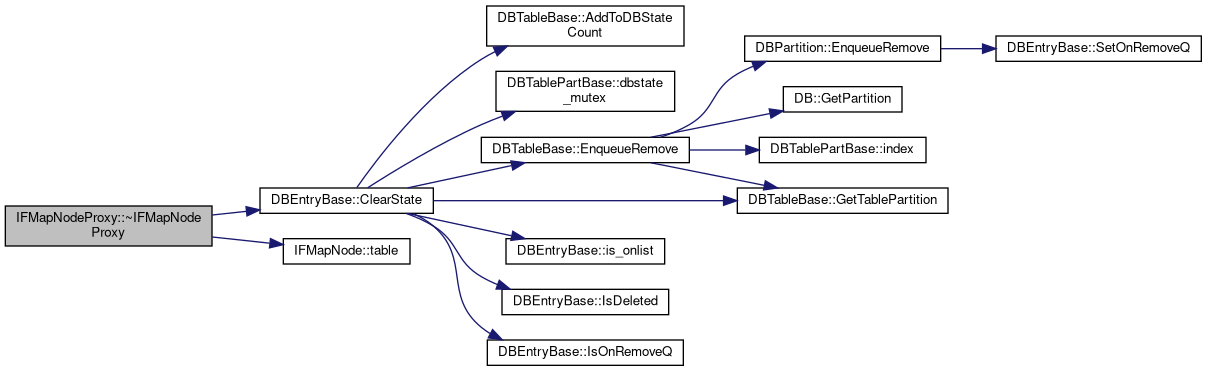 IFMapNodeProxy::~IFMapNode
Proxy
DBEntryBase::ClearState
IFMapNode::table
DBTableBase::AddToDBState
Count
DBTablePartBase::dbstate
_mutex
DBTableBase::EnqueueRemove
DBEntryBase::is_onlist
DBEntryBase::IsDeleted
DBEntryBase::IsOnRemoveQ
DBPartition::EnqueueRemove
DB::GetPartition
DBTablePartBase::index
DBTableBase::GetTablePartition
DBEntryBase::SetOnRemoveQ